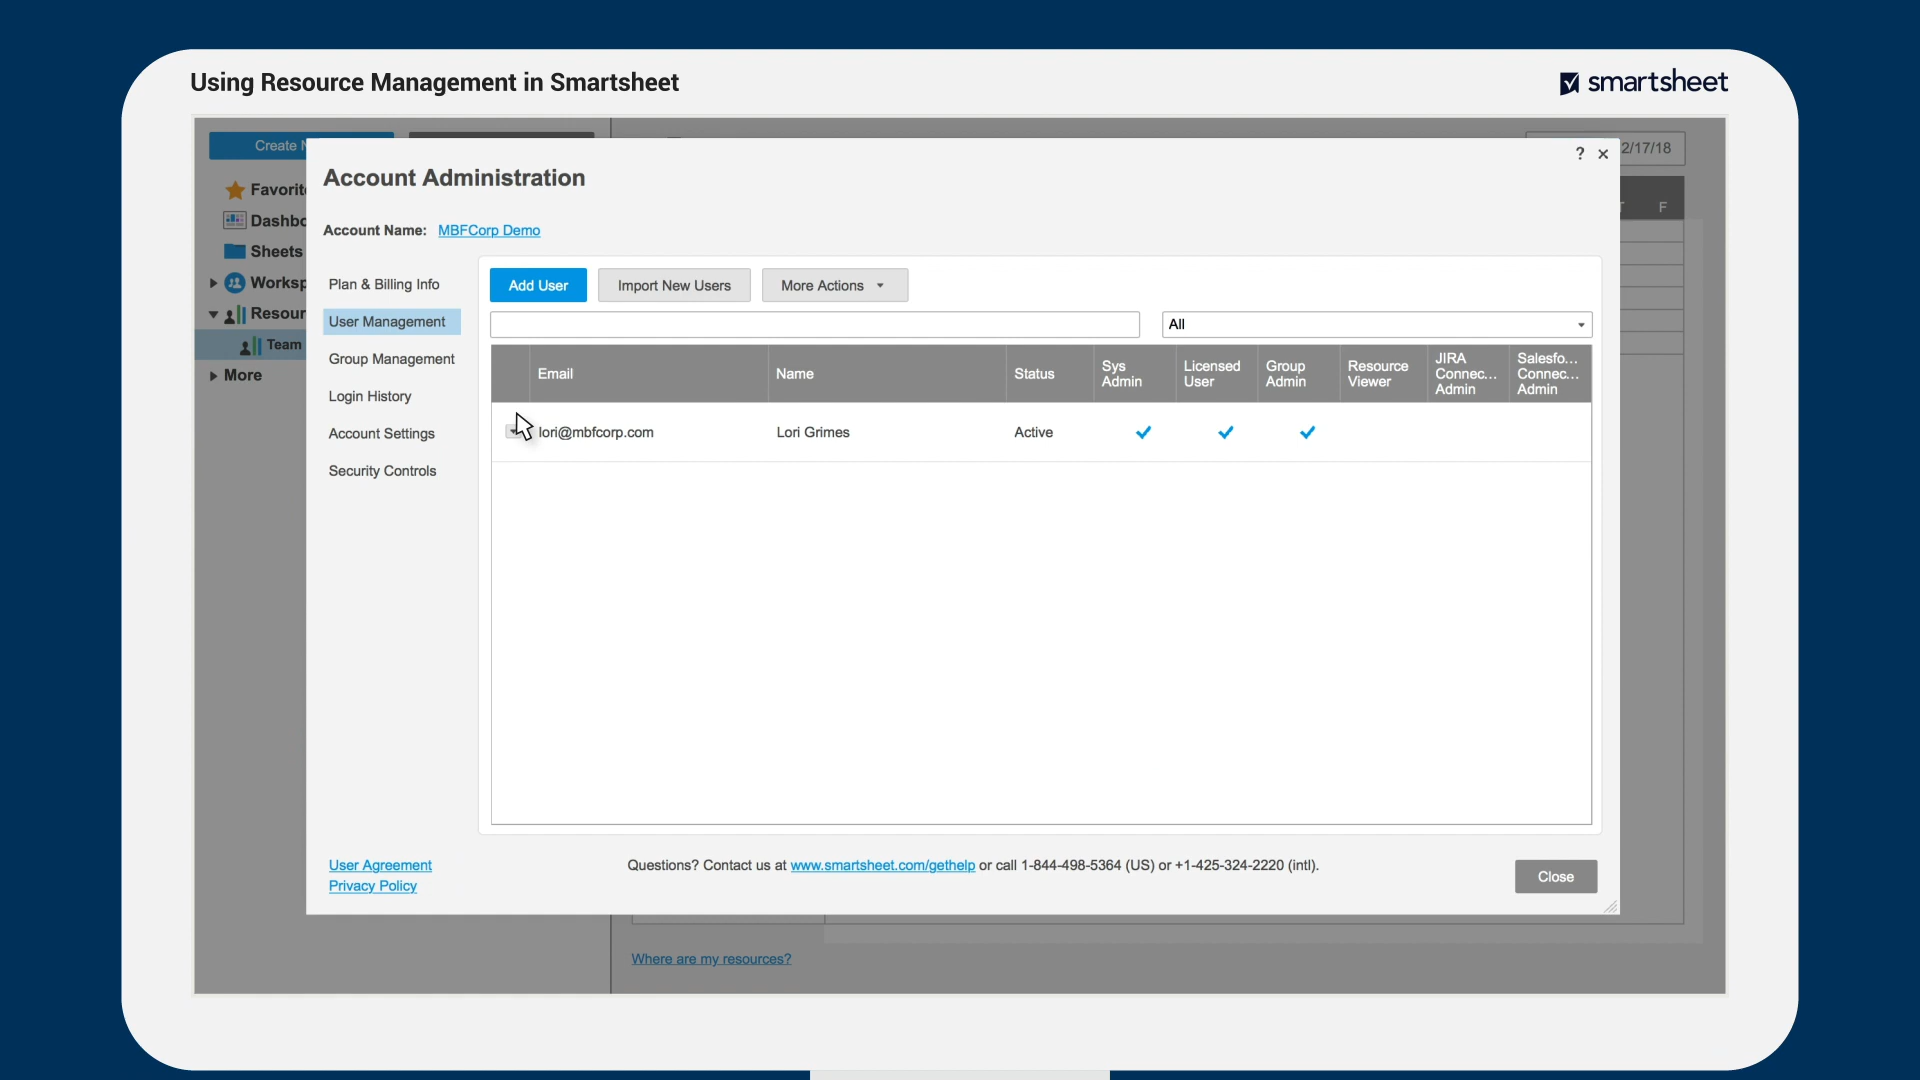 Using Resource Management in Smartsheet
smartsheet
Create
2/17/18
Account Administration
? ×
Account Name: MBFCorp Demo
F
Sheets
Team
More
Plan & Billing Info
User Management
Group Management
Login History
Account Settings
Security Controls
Add User
Import New Users
More Actions
All
Email
Name
Status
Sys Admin
Licensed User
Group Admin
Resource Viewer
JIRA Connec... Admin
Salesfo... Connec... Admin
lori@mbfcorp.com
Lori Grimes
Active
User Agreement
Privacy Policy
Questions? Contact us at www.smartsheet.com/gethelp or call 1-844-498-5364 (US) or +1-425-324-2220 (intl).
Close
Where are my resources?